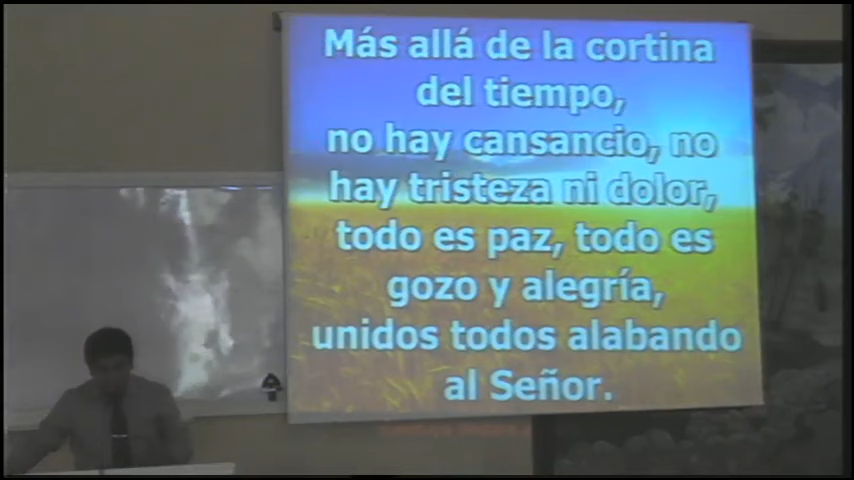 Más allá de la cortina
del tiempo,
no hay cansancio, no
hay tristeza ni dolor,
todo es paz, todo es
gozo y alegría,
unidos todos alabando
al Señor.